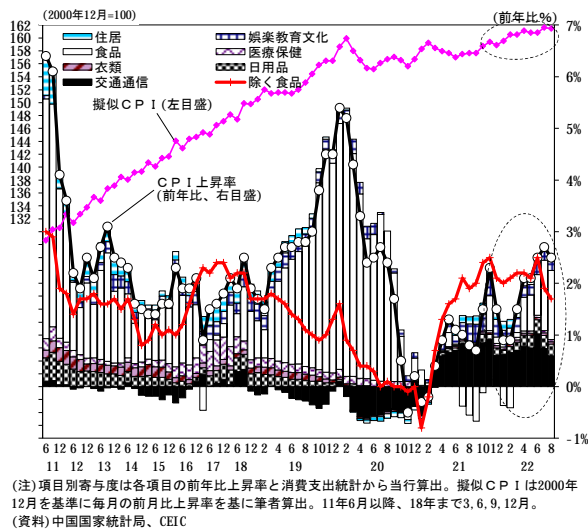 (2000年12月=100)
(前年比%)
162
160
158
156
154
152
150
148
146
144
142
140
138
136
134
132
7%
6%
5%
4%
3%
2%
1%
0%
-1%
住居
食品
衣類
交通通信
娯楽教育文化
医療保健
日用品
除く食品
擬似CPI(左目盛)
CPI上昇率
(前年比、右目盛)
6 12 6 12 6 12 6 12 6 12 6 12 6 12 2 4 6 8 10 12 2 4 6 8 10 12 2 4 6 8 10 12 2 4 6 8
11 12 13 14 15 16 17 18 19 20 21 22
(注)項目別寄与度は各項目の前年比上昇率と消費支出統計から当行算出。擬似CPIは2000年
12月を基準に毎月の前月比上昇率を基に筆者算出。11年6月以降、18年まで3,6,9,12月。
(資料)中国国家統計局、CEIC